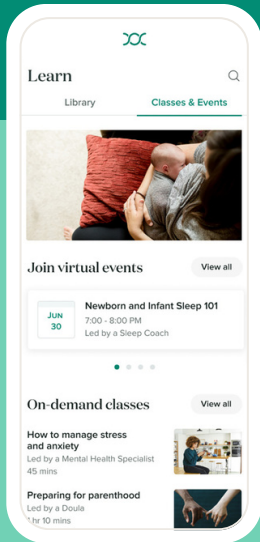 Learn
Library
Classes & Events
Join virtual events
View all
JUN
30
Newborn and Infant Sleep 101
7:00 - 8:00 PM
Led by a Sleep Coach
On-demand classes
View all
How to manage stress
and anxiety
Led by a Mental Health Specialist
45 mins
Preparing for parenthood
Led by a Doula
1 hr 10 mins